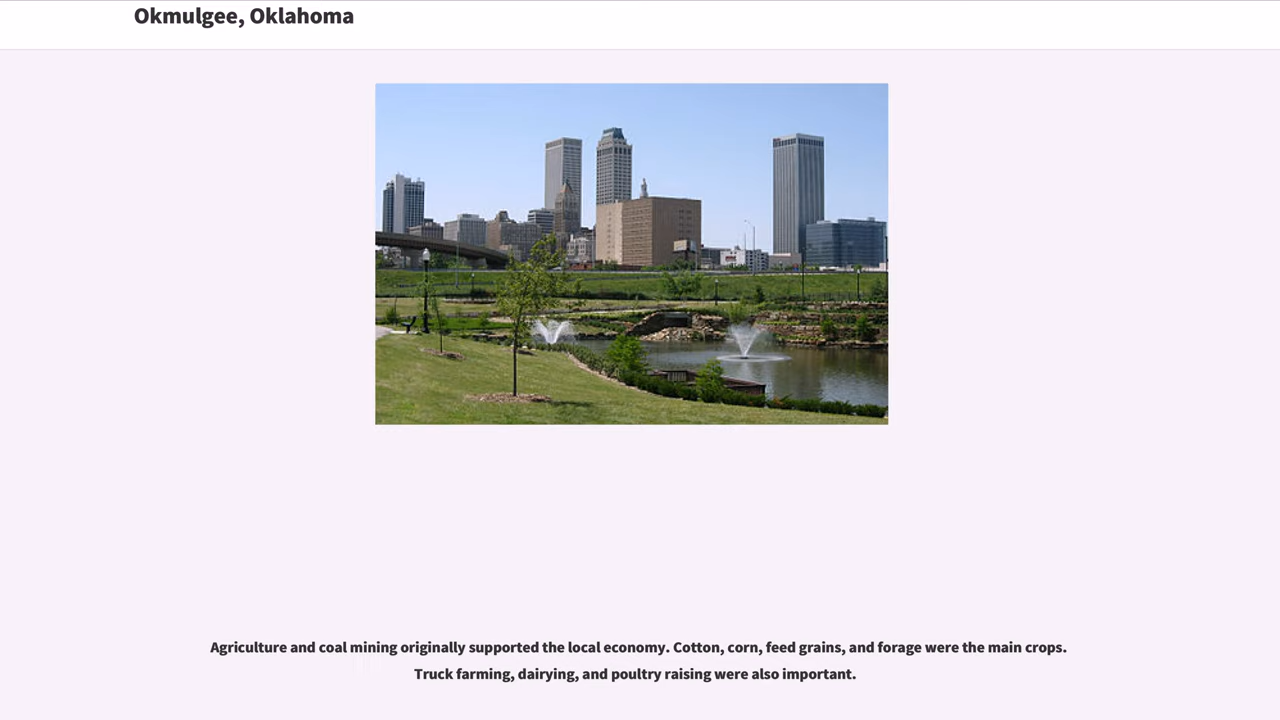 Okmulgee, Oklahoma
Agriculture and coal mining originally supported the local economy. Cotton, corn, feed grains, and forage were the main crops.
Truck farming, dairying, and poultry raising were also important.